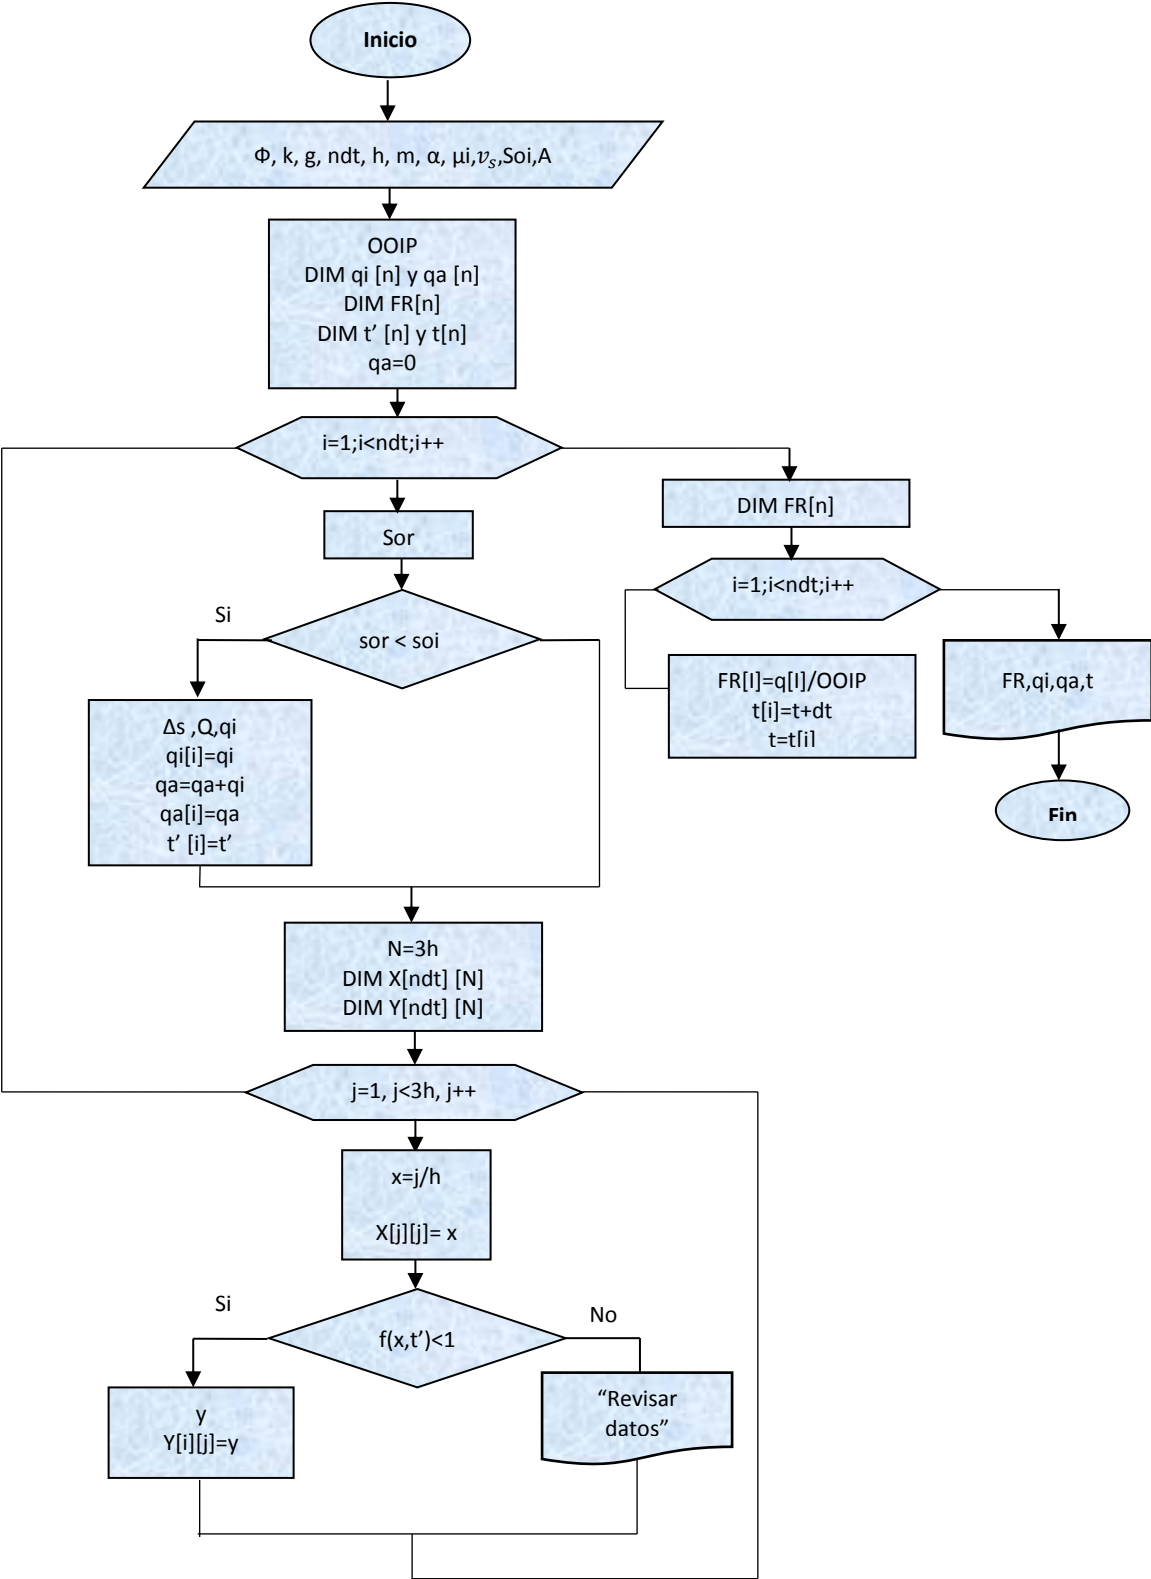 Inicio
Φ, k, g, ndt, h, m, α, μi,𝑣ₛ,Soi,A
OOIP
DIM qi [n] y qa [n]
DIM FR[n]
DIM t’ [n] y t[n]
qa=0
i=1;i<ndt;i++
Sor
Si
sor < soi
Δs ,Q,qi
qi[i]=qi
qa=qa+qi
qa[i]=qa
t’ [i]=t’
N=3h
DIM X[ndt] [N]
DIM Y[ndt] [N]
j=1, j<3h, j++
x=j/h
X[j][j]= x
Si
f(x,t’)<1
No
y
Y[i][j]=y
“Revisar
datos”
DIM FR[n]
i=1;i<ndt;i++
FR[I]=q[I]/OOIP
t[i]=t+dt
t=t[i]
FR,qi,qa,t
Fin